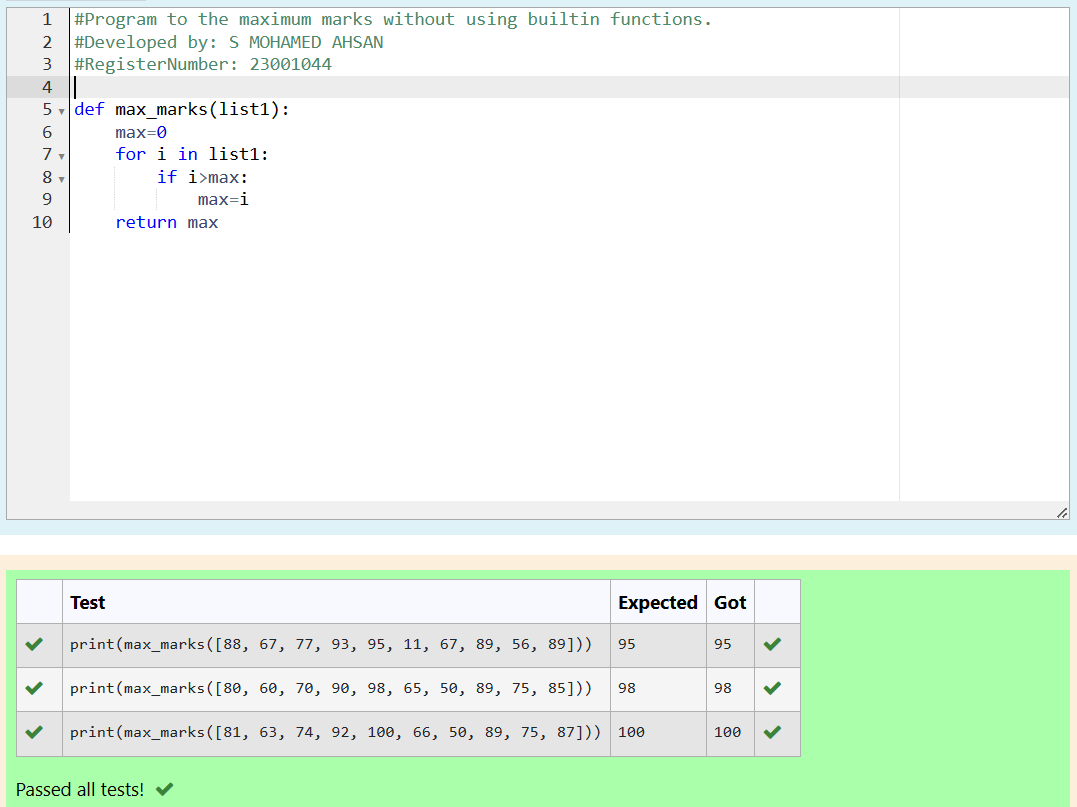 1 #Program to the maximum marks without using builtin functions.
2 #Developed by: S MOHAMED AHSAN
3 #RegisterNumber: 23001044
4
5 def max_marks(list1):
6     max=0
7     for i in list1:
8         if i>max:
9             max=i
10     return max
Test Expected Got
print(max_marks([88, 67, 77, 93, 95, 11, 67, 89, 56, 89])) 95 95
print(max_marks([80, 60, 70, 90, 98, 65, 50, 89, 75, 85])) 98 98
print(max_marks([81, 63, 74, 92, 100, 66, 50, 89, 75, 87])) 100 100
Passed all tests!